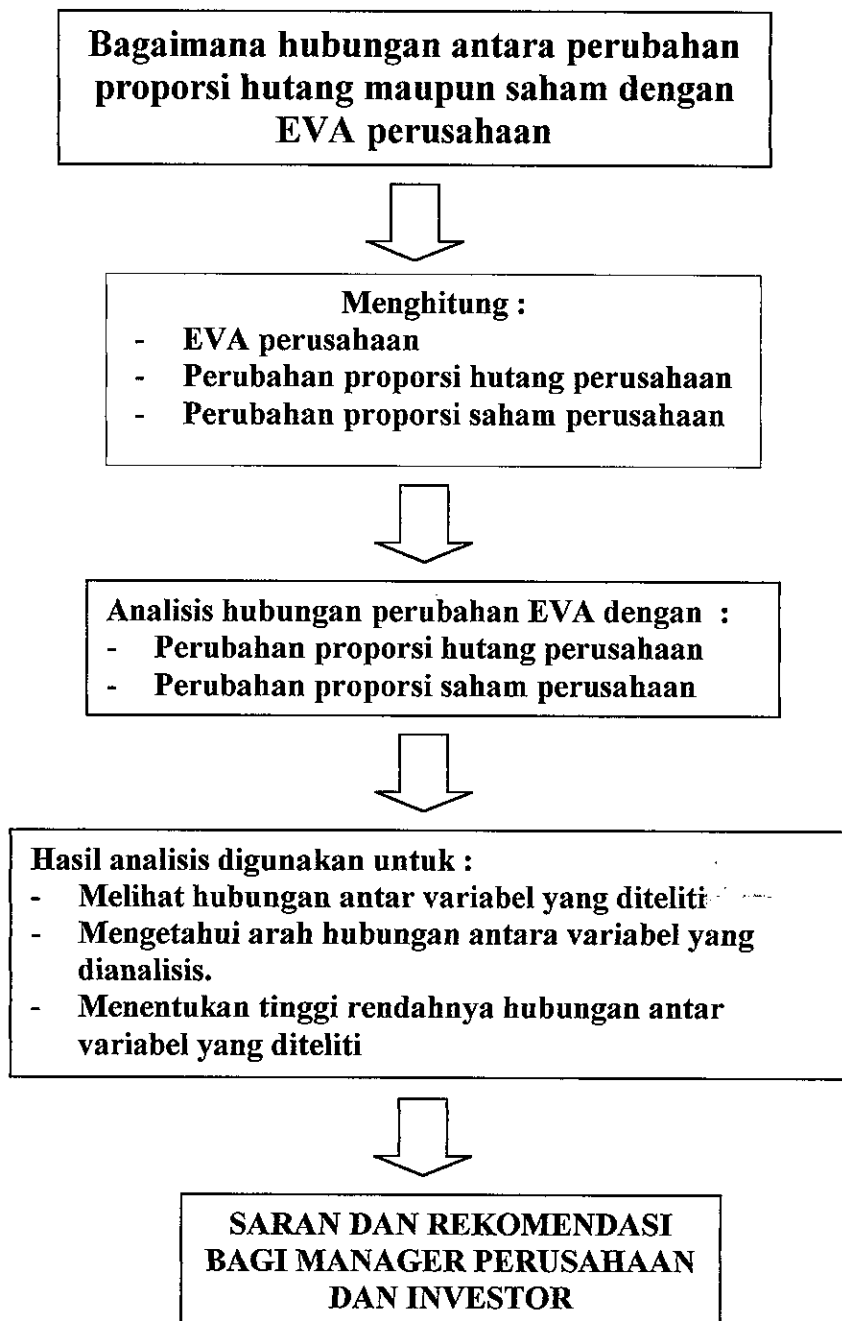 Bagaimana hubungan antara perubahan
proporsi hutang maupun saham dengan
EVA perusahaan
Menghitung :
- EVA perusahaan
- Perubahan proporsi hutang perusahaan
- Perubahan proporsi saham perusahaan
Analisis hubungan perubahan EVA dengan :
- Perubahan proporsi hutang perusahaan
- Perubahan proporsi saham perusahaan
Hasil analisis digunakan untuk :
- Melihat hubungan antar variabel yang diteliti
- Mengetahui arah hubungan antara variabel yang
dianalisis.
- Menentukan tinggi rendahnya hubungan antar
variabel yang diteliti
SARAN DAN REKOMENDASI
BAGI MANAGER PERUSAHAAN
DAN INVESTOR